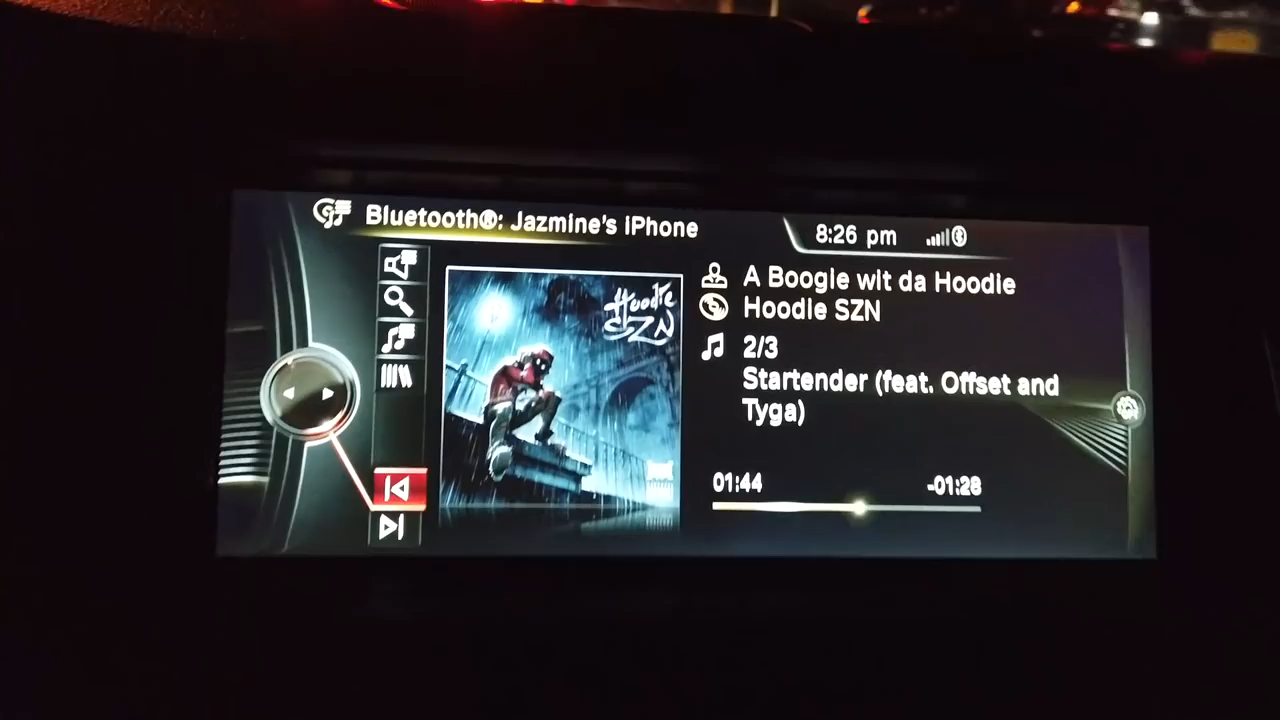 Bluetooth®: Jazmine's iPhone
8:26 pm
Hoodie
SZN
A Boogie wit da Hoodie
Hoodie SZN
2/3
Startender (feat. Offset and
Tyga)
01:44
-01:28